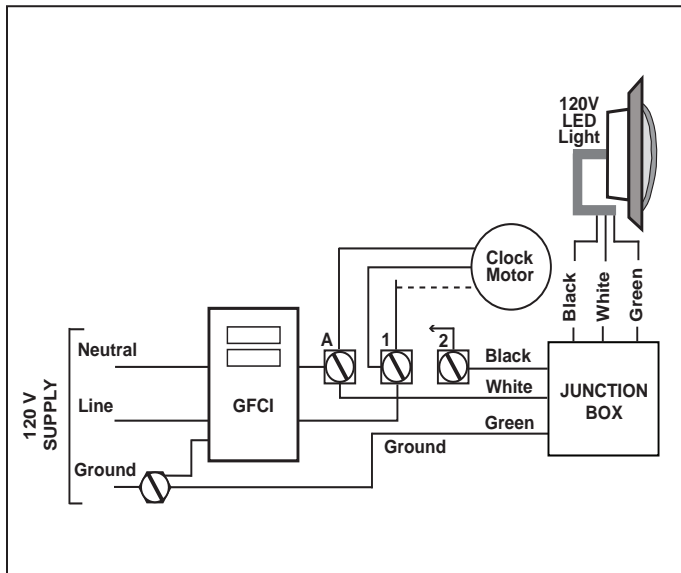 120V
LED
Light
Clock
Motor
Black
White
Green
A
1
2
Neutral
Black
White
JUNCTION
BOX
GFCI
Line
120 V
SUPPLY
Green
Ground
Ground